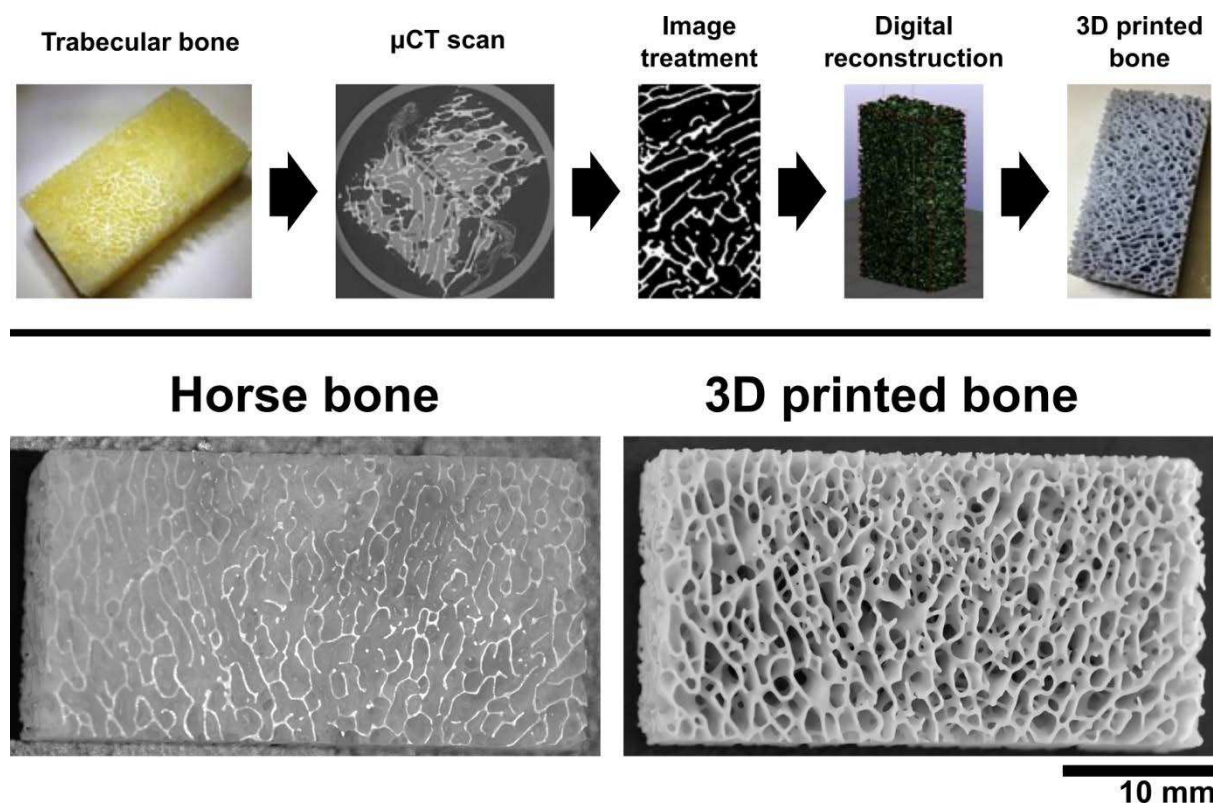 Trabecular bone
µCT scan
Image
treatment
Digital
reconstruction
3D printed
bone
Horse bone
3D printed bone
10 mm